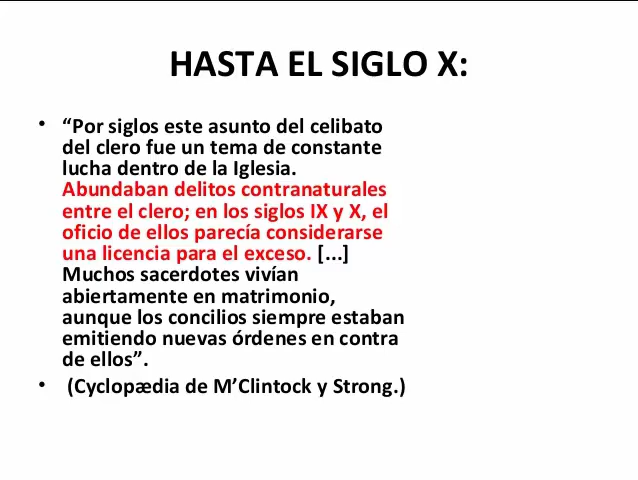 HASTA EL SIGLO X:
• “Por siglos este asunto del celibato
del clero fue un tema de constante
lucha dentro de la Iglesia.
Abundaban delitos contranaturales
entre el clero; en los siglos IX y X, el
oficio de ellos parecía considerarse
una licencia para el exceso. [...]
Muchos sacerdotes vivían
abiertamente en matrimonio,
aunque los concilios siempre estaban
emitiendo nuevas órdenes en contra
de ellos”.
• (Cyclopædia de M’Clintock y Strong.)